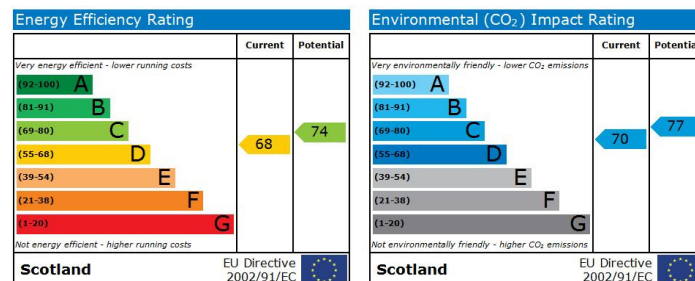 Energy Efficiency Rating
Current Potential
Very energy efficient - lower running costs
(92-100) A
(81-91) B
(69-80) C
(55-68) D
(39-54) E
(21-38) F
(1-20) G
68
74
Not energy efficient - higher running costs
Scotland
EU Directive
2002/91/EC
Environmental (CO₂) Impact Rating
Current Potential
Very environmentally friendly - lower CO₂ emissions
(92-100) A
(81-91) B
(69-80) C
(55-68) D
(39-54) E
(21-38) F
(1-20) G
70
77
Not environmentally friendly - higher CO₂ emissions
Scotland
EU Directive
2002/91/EC